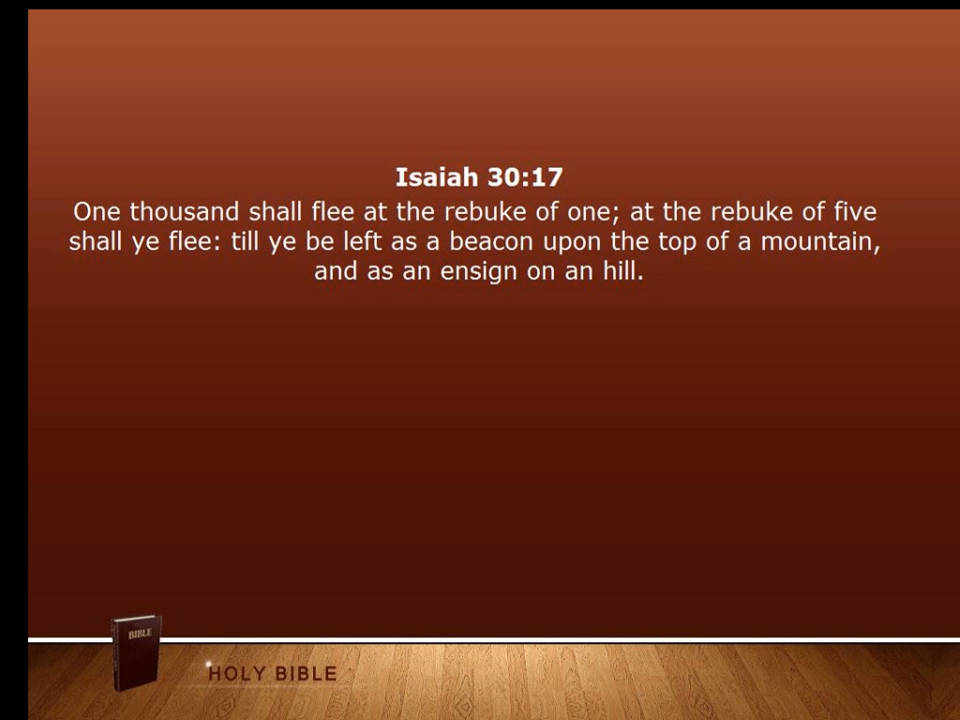 Isaiah 30:17
One thousand shall flee at the rebuke of one; at the rebuke of five
shall ye flee: till ye be left as a beacon upon the top of a mountain,
and as an ensign on an hill.
BIBLE
HOLY BIBLE